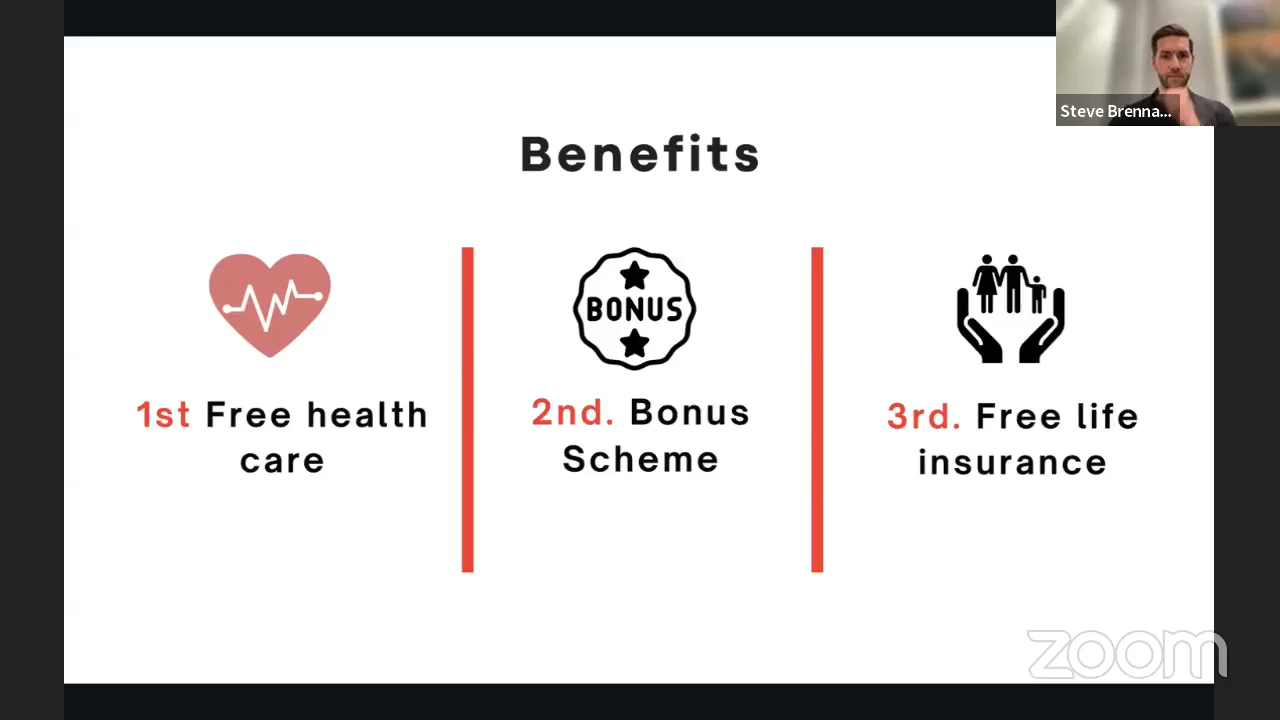 Steve Brenna...
Benefits
BONUS
1st Free health
care
2nd. Bonus
Scheme
3rd. Free life
insurance
zoom